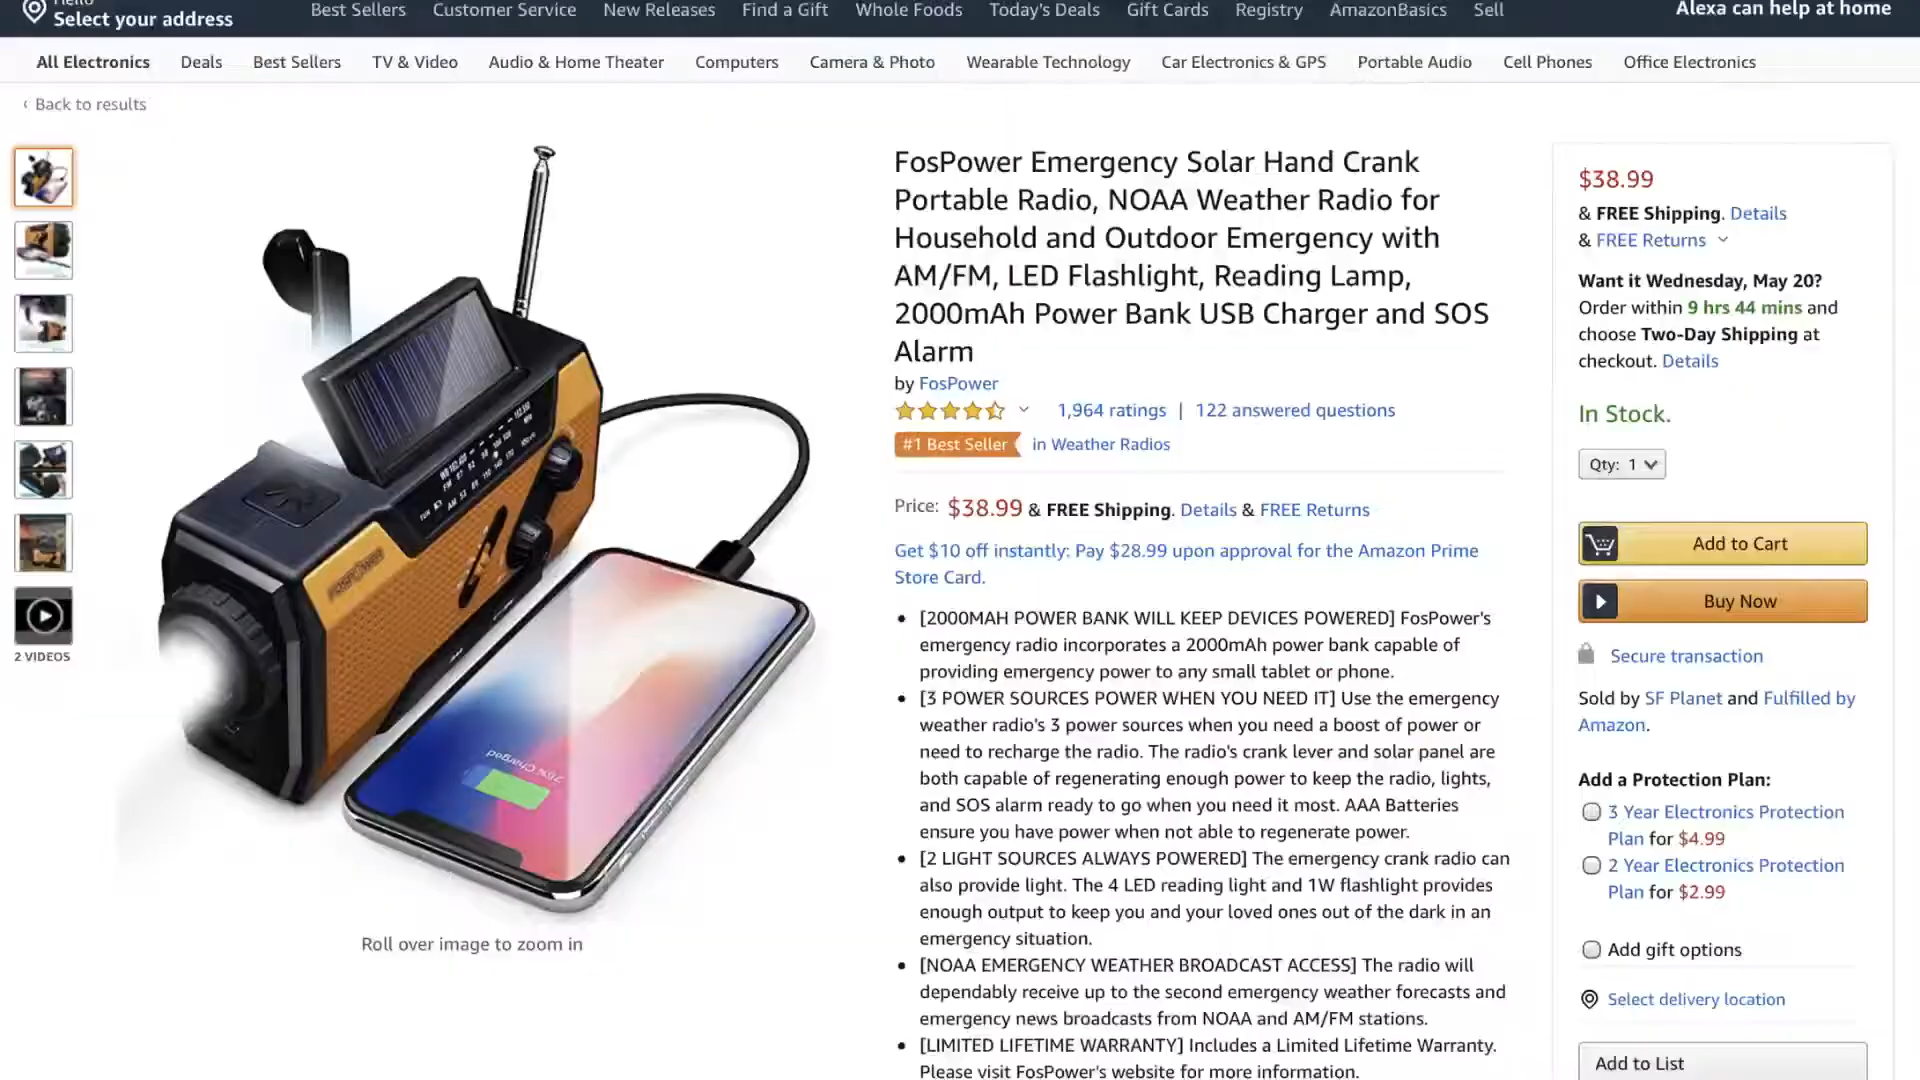 Hello
Select your address
Best Sellers Customer Service New Releases Find a Gift Whole Foods Today's Deals Gift Cards Registry AmazonBasics Sell
Alexa can help at home
All Electronics Deals Best Sellers TV & Video Audio & Home Theater Computers Camera & Photo Wearable Technology Car Electronics & GPS Portable Audio Cell Phones Office Electronics
‹ Back to results
2 VIDEOS
FOSPOWER
75% Charged
Roll over image to zoom in
FosPower Emergency Solar Hand Crank
Portable Radio, NOAA Weather Radio for
Household and Outdoor Emergency with
AM/FM, LED Flashlight, Reading Lamp,
2000mAh Power Bank USB Charger and SOS
Alarm
by FosPower
1,964 ratings | 122 answered questions
#1 Best Seller in Weather Radios
Price: $38.99 & FREE Shipping. Details & FREE Returns
Get $10 off instantly: Pay $28.99 upon approval for the Amazon Prime
Store Card.
• [2000MAH POWER BANK WILL KEEP DEVICES POWERED] FosPower's
emergency radio incorporates a 2000mAh power bank capable of
providing emergency power to any small tablet or phone.
• [3 POWER SOURCES POWER WHEN YOU NEED IT] Use the emergency
weather radio's 3 power sources when you need a boost of power or
need to recharge the radio. The radio's crank lever and solar panel are
both capable of regenerating enough power to keep the radio, lights,
and SOS alarm ready to go when you need it most. AAA Batteries
ensure you have power when not able to regenerate power.
• [2 LIGHT SOURCES ALWAYS POWERED] The emergency crank radio can
also provide light. The 4 LED reading light and 1W flashlight provides
enough output to keep you and your loved ones out of the dark in an
emergency situation.
• [NOAA EMERGENCY WEATHER BROADCAST ACCESS] The radio will
dependably receive up to the second emergency weather forecasts and
emergency news broadcasts from NOAA and AM/FM stations.
• [LIMITED LIFETIME WARRANTY] Includes a Limited Lifetime Warranty.
Please visit FosPower's website for more information.
$38.99
& FREE Shipping. Details
& FREE Returns
Want it Wednesday, May 20?
Order within 9 hrs 44 mins and
choose Two-Day Shipping at
checkout. Details
In Stock.
Qty: 1
Add to Cart
Buy Now
Secure transaction
Sold by SF Planet and Fulfilled by
Amazon.
Add a Protection Plan:
3 Year Electronics Protection
Plan for $4.99
2 Year Electronics Protection
Plan for $2.99
Add gift options
Select delivery location
Add to List